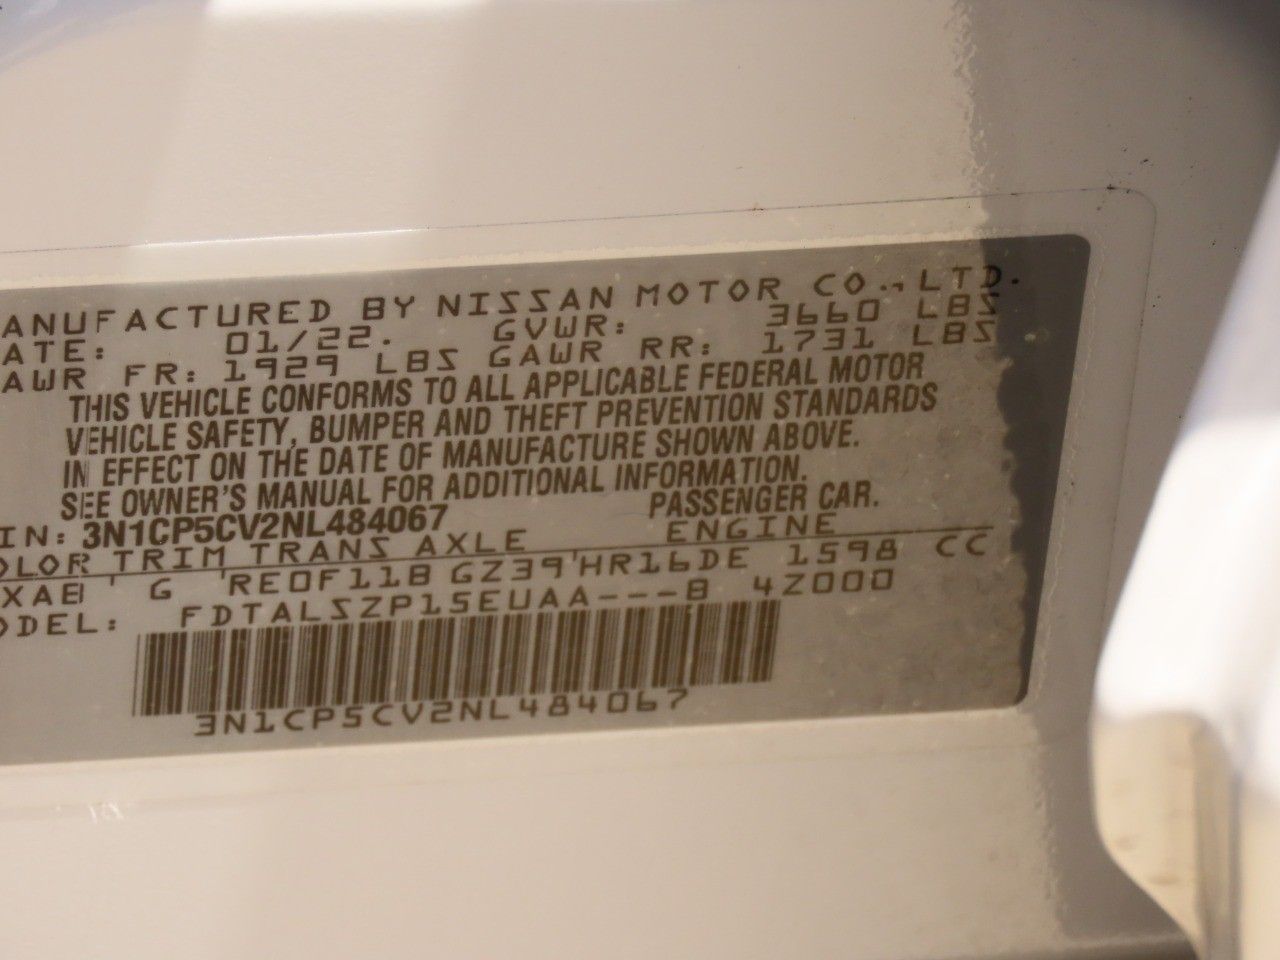 ANUFACTURED BY NISSAN MOTOR CO., LTD.
ATE: 01/22. GVWR: 3660 LBS
AWR FR: 1929 LBS GAWR RR: 1731 LBS
THIS VEHICLE CONFORMS TO ALL APPLICABLE FEDERAL MOTOR
VEHICLE SAFETY, BUMPER AND THEFT PREVENTION STANDARDS
IN EFFECT ON THE DATE OF MANUFACTURE SHOWN ABOVE.
SEE OWNER'S MANUAL FOR ADDITIONAL INFORMATION.
IN: 3N1CP5CV2NL484067 PASSENGER CAR.
OLOR TRIM TRANS AXLE ENGINE
XAB G RE0F11B GZ39 HR16DE 1598 CC
ODEL: FDTALSZP15EUAA---B 4Z000
3N1CP5CV2NL484067